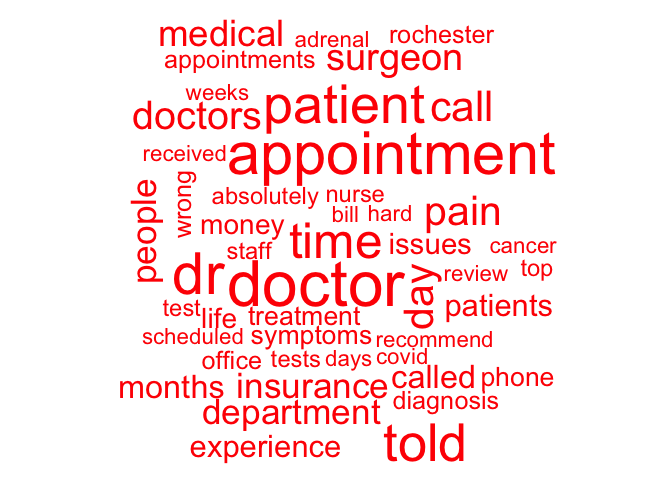 medical adrenal rochester
appointments surgeon
weeks
doctors patient call
received appointment
people wrong absolutely nurse
money bill hard pain
staff time issues cancer
dr doctor day review top
test life treatment patients
scheduled symptoms recommend
office tests days covid
months insurance called phone
department diagnosis
experience told